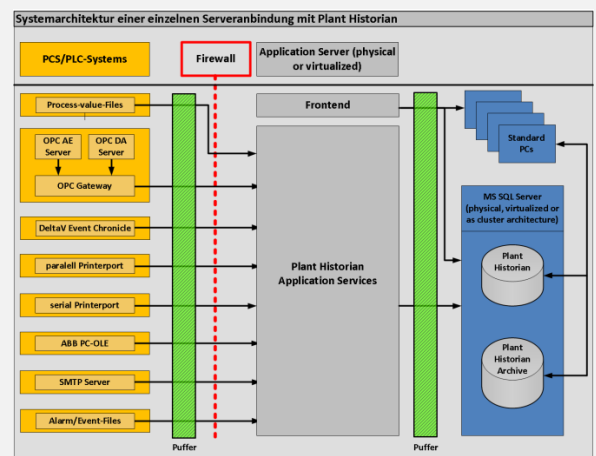 Systemarchitektur einer einzelnen Serveranbindung mit Plant Historian
PCS/PLC-Systems
Firewall
Application Server (physical
or virtualized)
Process-value-Files
Frontend
OPC AE
Server
OPC DA
Server
OPC Gateway
DeltaV Event Chronicle
paralell Printerport
serial Printerport
ABB PC-OLE
SMTP Server
Alarm/Event-Files
Plant Historian
Application Services
Standard
PCs
MS SQL Server
(physical, virtualized or
as cluster architecture)
Plant
Historian
Plant
Historian
Archive
Puffer
Puffer